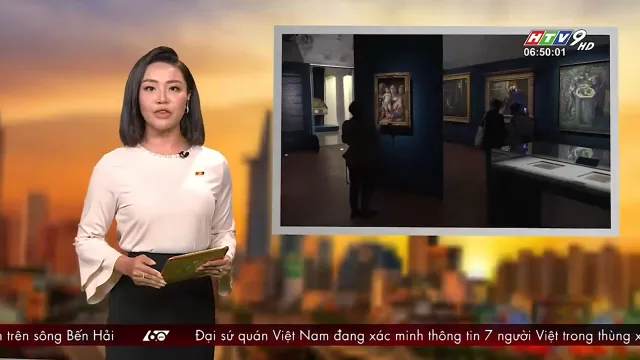 HTV9 HD
06:50:01
trên sông Bến Hải
60
Đại sứ quán Việt Nam đang xác minh thông tin 7 người Việt trong thùng